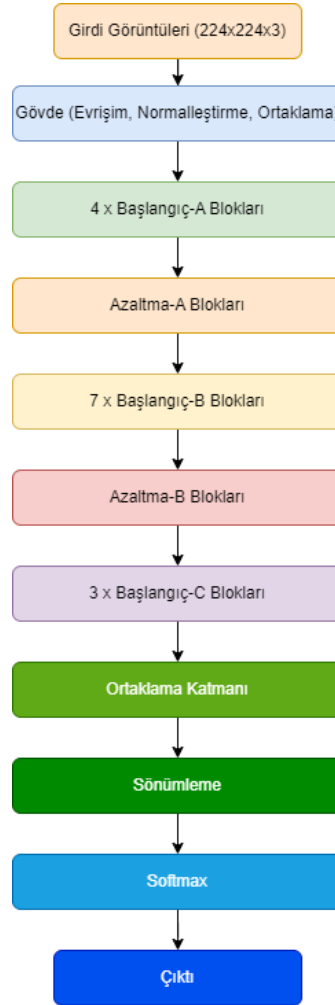 Girdi Görüntüleri (224x224x3)
Gövde (Evrişim, Normalleştirme, Ortaklama)
4 x Başlangıç-A Blokları
Azaltma-A Blokları
7 x Başlangıç-B Blokları
Azaltma-B Blokları
3 x Başlangıç-C Blokları
Ortaklama Katmanı
Sönümleme
Softmax
Çıktı